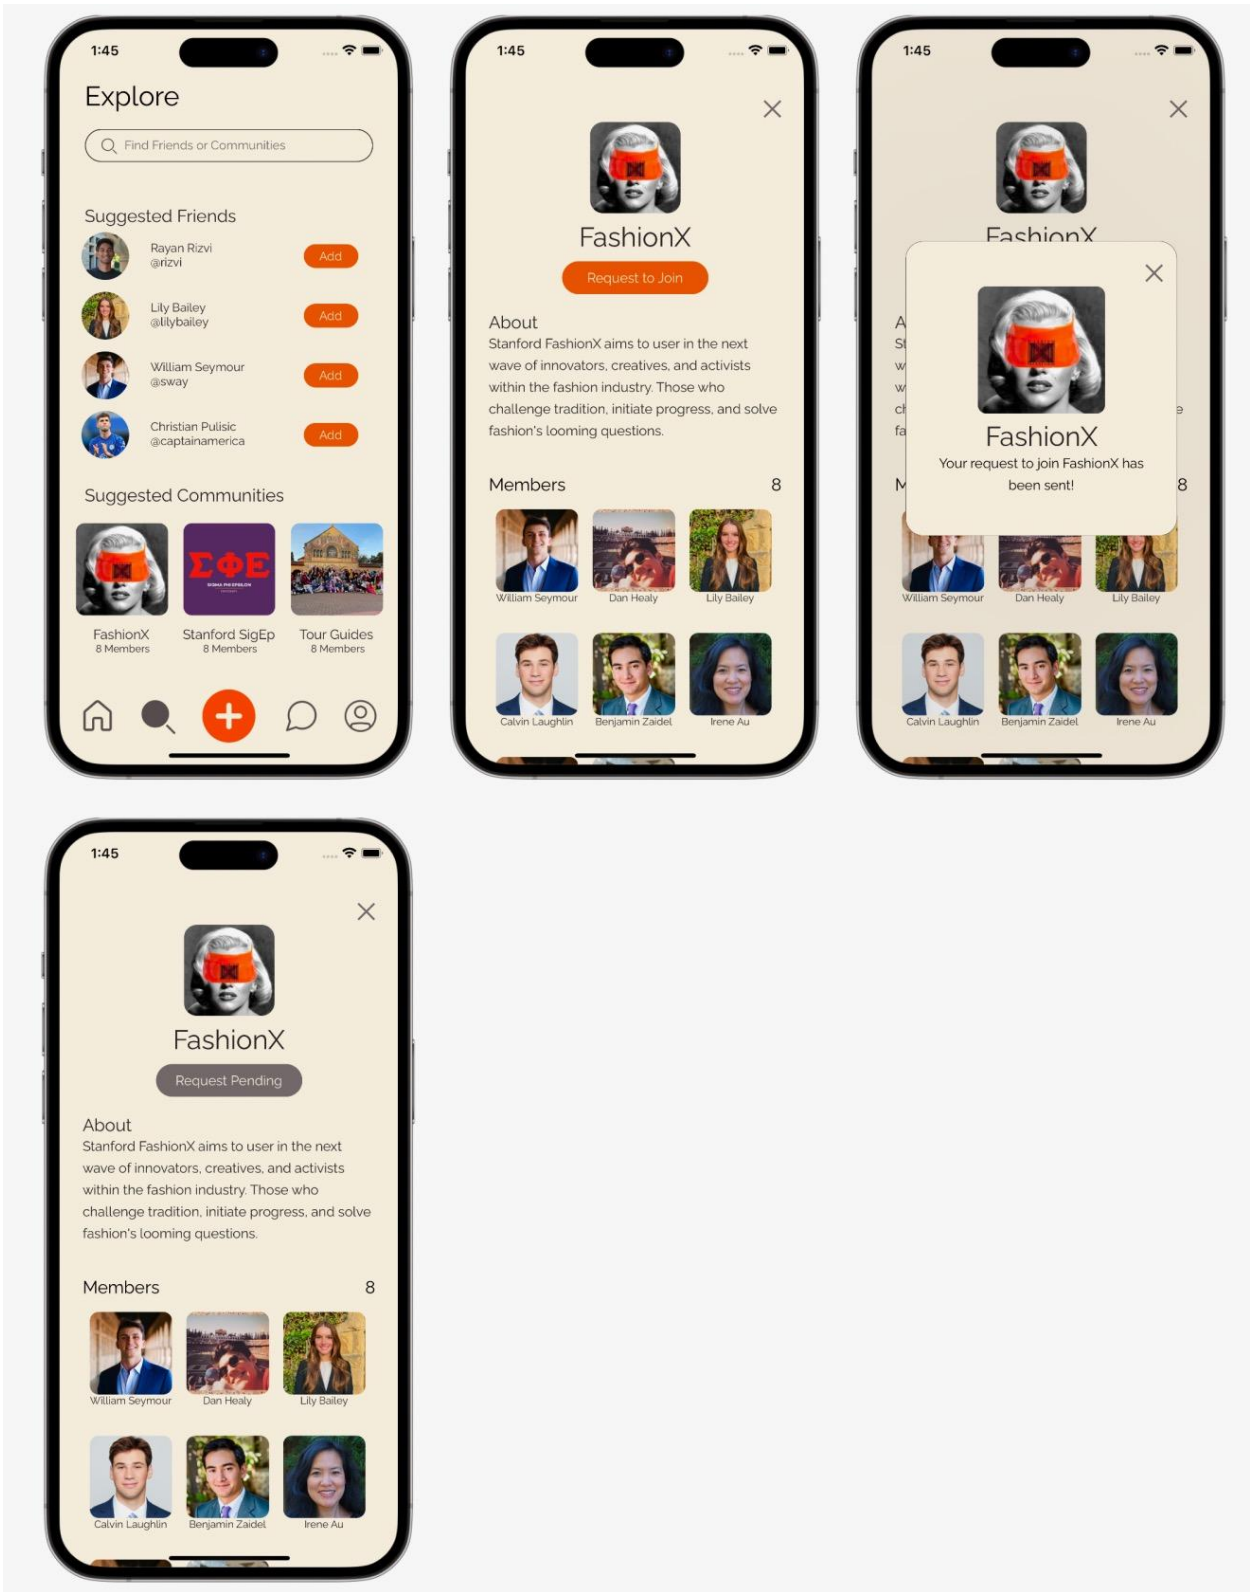 1:45
Explore
Find Friends or Communities
Suggested Friends
Rayan Rizvi
@rizvi
Add
Lily Bailey
@lilybailey
Add
William Seymour
@sway
Add
Christian Pulisic
@captainamerica
Add
Suggested Communities
ΣΦΕ
SIGMA PHI EPSILON
FashionX
8 Members
Stanford SigEp
8 Members
Tour Guides
8 Members
1:45
FashionX
Request to Join
About
Stanford FashionX aims to user in the next
wave of innovators, creatives, and activists
within the fashion industry. Those who
challenge tradition, initiate progress, and solve
fashion's looming questions.
Members 8
William Seymour
Dan Healy
Lily Bailey
Calvin Laughlin
Benjamin Zaidel
Irene Au
1:45
FashionX
FashionX
Your request to join FashionX has
been sent!
A
St
w
w
ch
e
fa
M
8
William Seymour
Dan Healy
Lily Bailey
Calvin Laughlin
Benjamin Zaidel
Irene Au
1:45
FashionX
Request Pending
About
Stanford FashionX aims to user in the next
wave of innovators, creatives, and activists
within the fashion industry. Those who
challenge tradition, initiate progress, and solve
fashion's looming questions.
Members 8
William Seymour
Dan Healy
Lily Bailey
Calvin Laughlin
Benjamin Zaidel
Irene Au